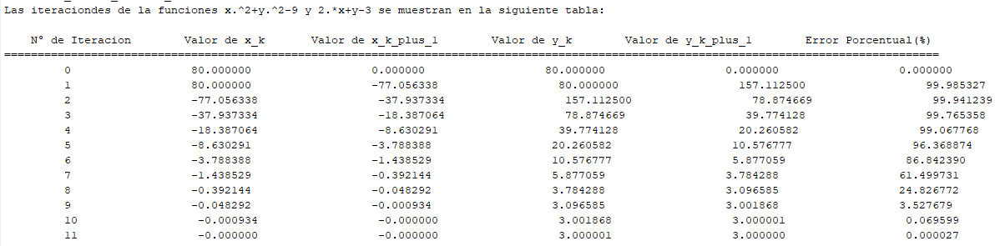 Las iteraciondes de la funciones x.^2+y.^2-9 y 2.*x+y-3 se muestran en la siguiente tabla:
N° de Iteracion Valor de x_k Valor de x_k_plus_1 Valor de y_k Valor de y_k_plus_1 Error Porcentual(%)
0 80.000000 0.000000 80.000000 0.000000 0.000000
1 80.000000 -77.056338 80.000000 157.112500 99.985327
2 -77.056338 -37.937334 157.112500 78.874669 99.941239
3 -37.937334 -18.387064 78.874669 39.774128 99.765358
4 -18.387064 -8.630291 39.774128 20.260582 99.067768
5 -8.630291 -3.788388 20.260582 10.576777 96.368874
6 -3.788388 -1.438529 10.576777 5.877059 86.842390
7 -1.438529 -0.392144 5.877059 3.784288 61.499731
8 -0.392144 -0.048292 3.784288 3.096585 24.826772
9 -0.048292 -0.000934 3.096585 3.001868 3.527679
10 -0.000934 -0.000000 3.001868 3.000001 0.069599
11 -0.000000 -0.000000 3.000001 3.000000 0.000027